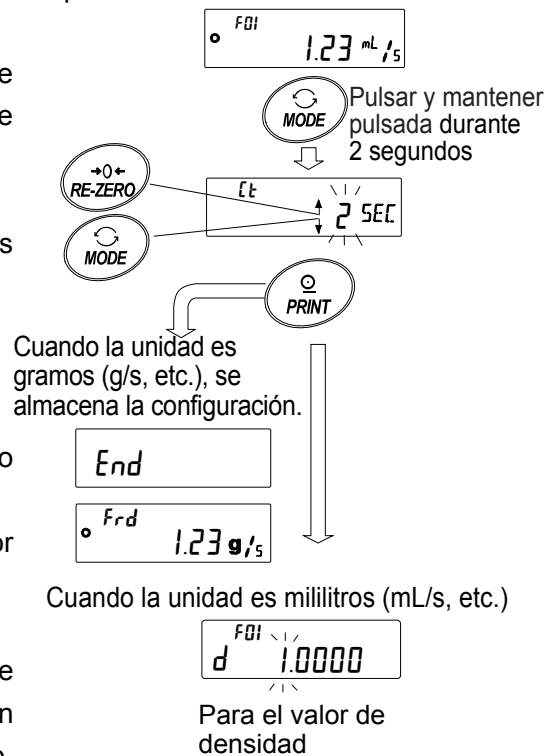 F01
1.23 mL/s
MODE
Pulsar y mantener
pulsada durante
2 segundos
e
e
→0←
RE-ZERO
Ct
2 SEC
s
MODE
PRINT
Cuando la unidad es
gramos (g/s, etc.), se
almacena la configuración.
o
End
or
Frd
1.23 g/s
Cuando la unidad es mililitros (mL/s, etc.)
F01
d 1.0000
e
n
Para el valor de
densidad